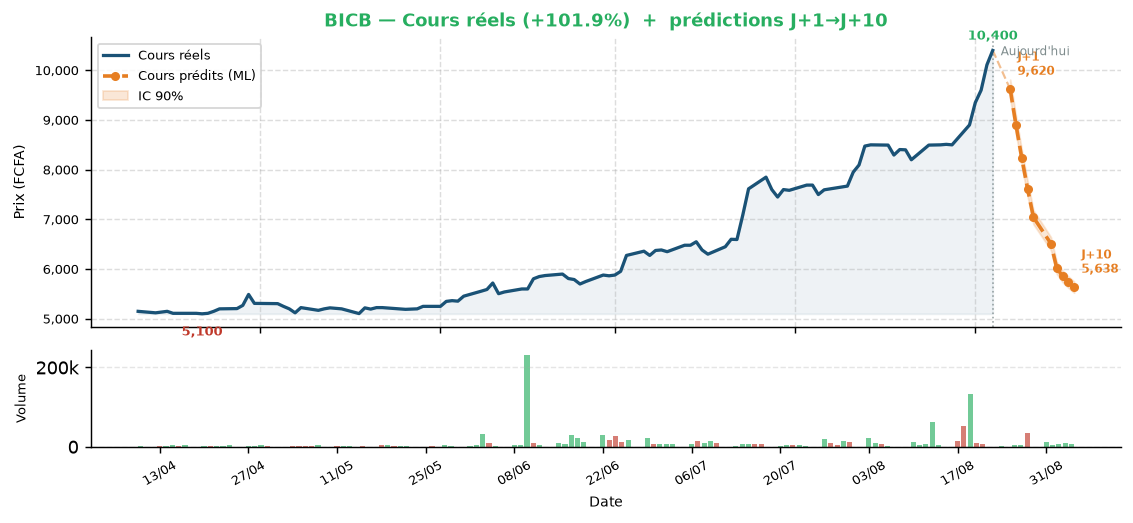 BICB — Cours réels (+101.9%)  +  prédictions J+1→J+10
Cours réels
Cours prédits (ML)
IC 90%
10,400
Aujourd'hui
J+1
9,620
J+10
5,638
5,100
Prix (FCFA)
10,000
9,000
8,000
7,000
6,000
5,000
Volume
200k
0
13/04
27/04
11/05
25/05
08/06
22/06
06/07
20/07
03/08
17/08
31/08
Date